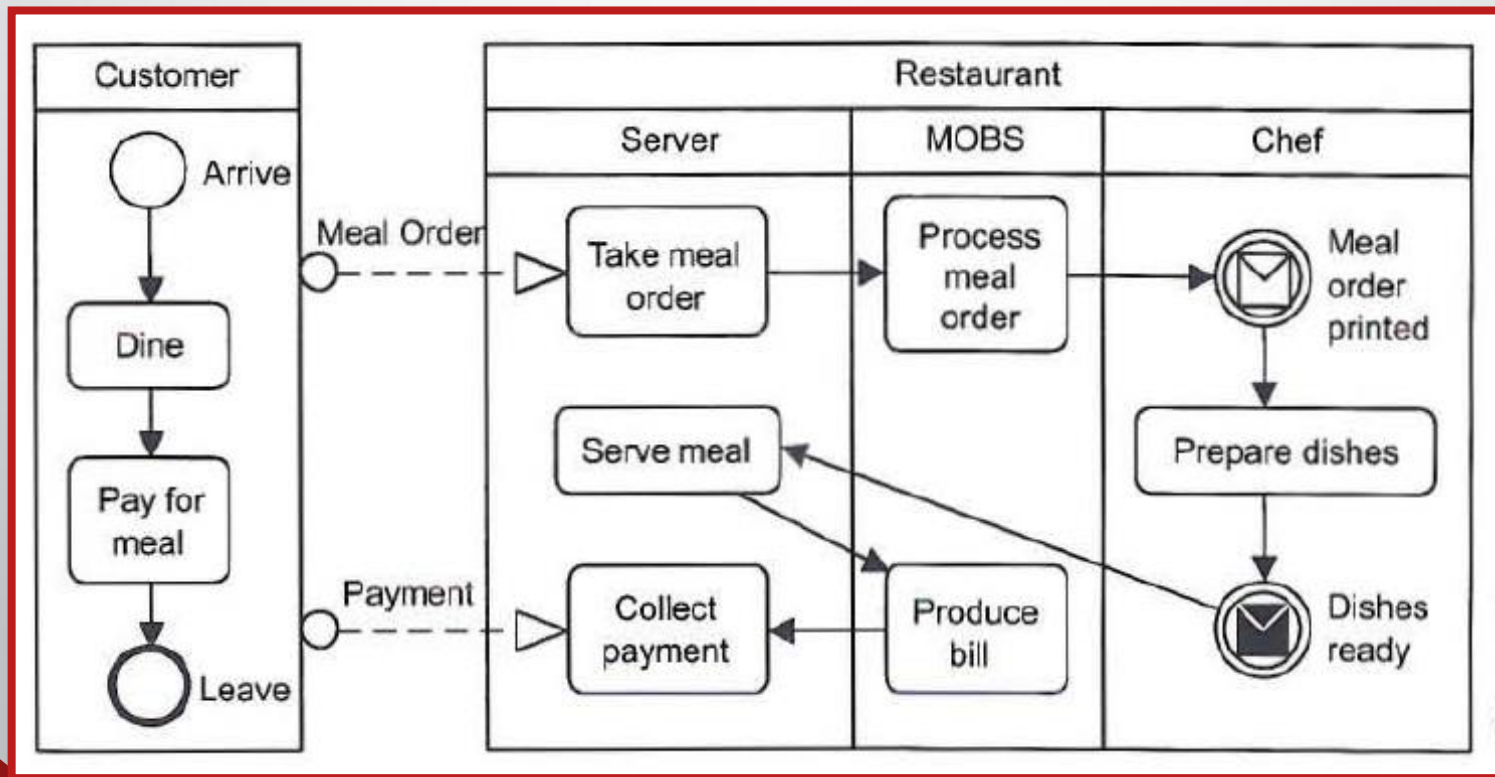 Customer
Restaurant
Server
MOBS
Chef
Arrive
Meal Order
Take meal
order
Process
meal
order
Meal
order
printed
Dine
Serve meal
Prepare dishes
Pay for
meal
Payment
Collect
payment
Produce
bill
Dishes
ready
Leave